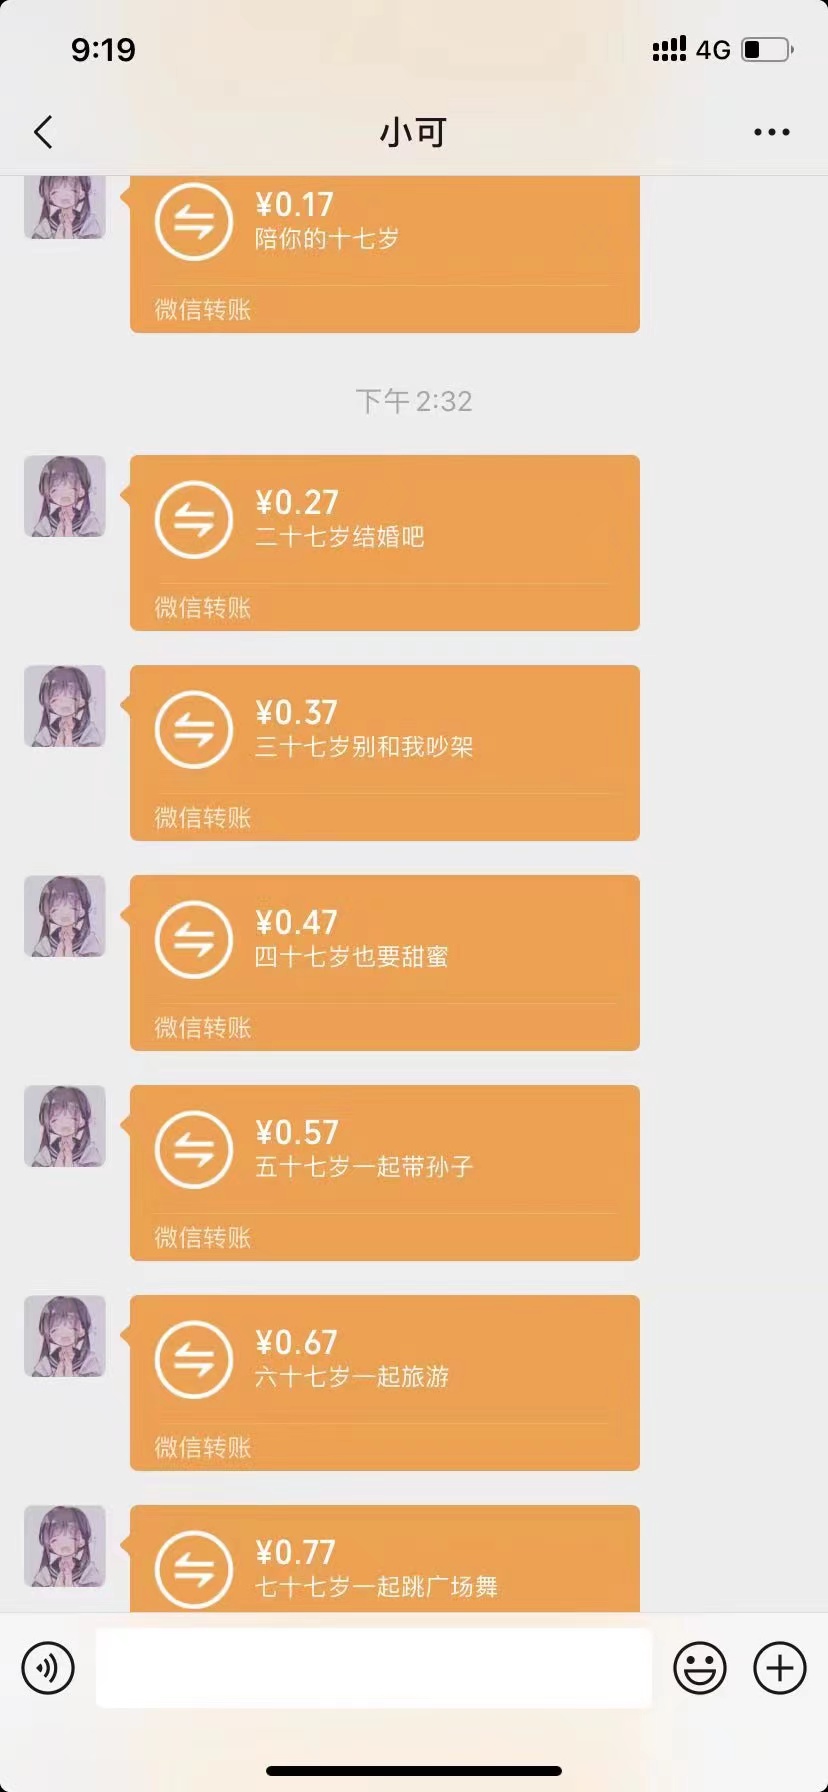 9:19
4G
小可
¥0.17
陪你的十七岁
微信转账
下午 2:32
¥0.27
二十七岁结婚吧
微信转账
¥0.37
三十七岁别和我吵架
微信转账
¥0.47
四十七岁也要甜蜜
微信转账
¥0.57
五十七岁一起带孙子
微信转账
¥0.67
六十七岁一起旅游
微信转账
¥0.77
七十七岁一起跳广场舞